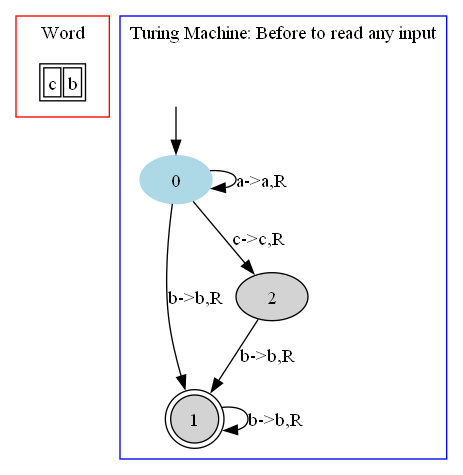 Word
c b
Turing Machine: Before to read any input
0
a->a,R
c->c,R
2
b->b,R
b->b,R
1
b->b,R